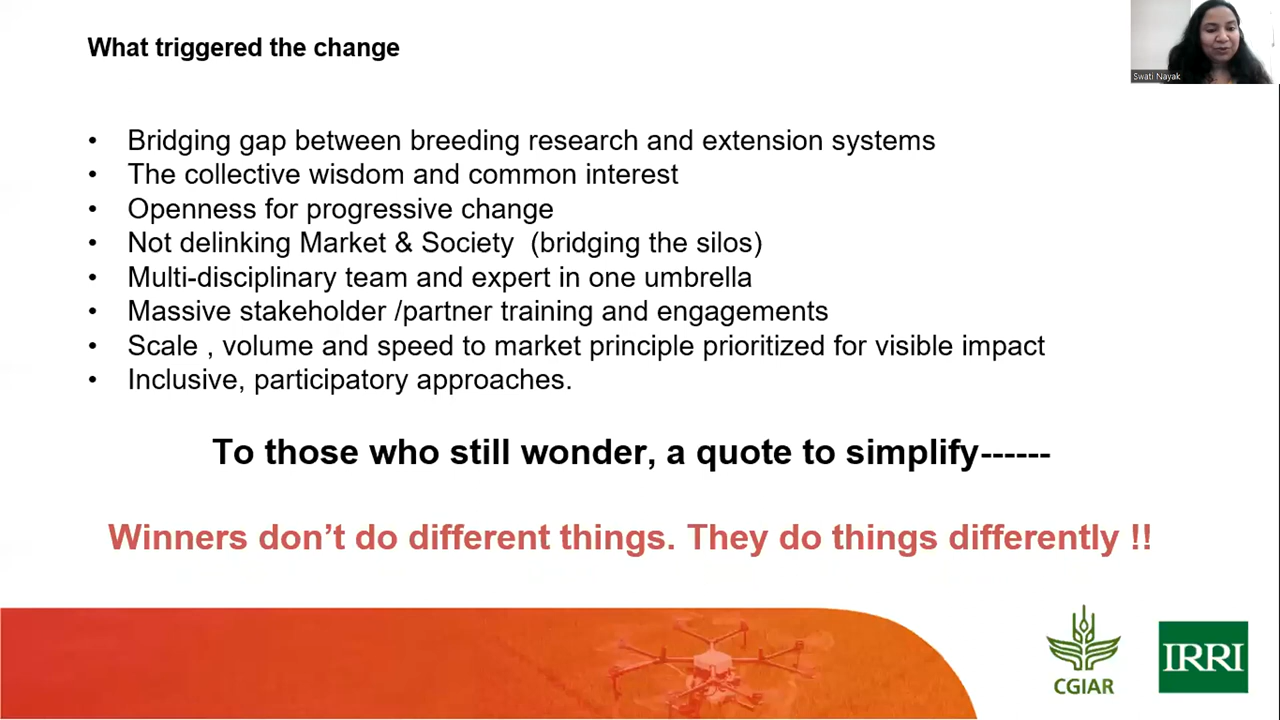 What triggered the change
Swati Nayak
• Bridging gap between breeding research and extension systems
• The collective wisdom and common interest
• Openness for progressive change
• Not delinking Market & Society  (bridging the silos)
• Multi-disciplinary team and expert in one umbrella
• Massive stakeholder /partner training and engagements
• Scale , volume and speed to market principle prioritized for visible impact
• Inclusive, participatory approaches.
To those who still wonder, a quote to simplify------
Winners don’t do different things. They do things differently !!
CGIAR
IRRI